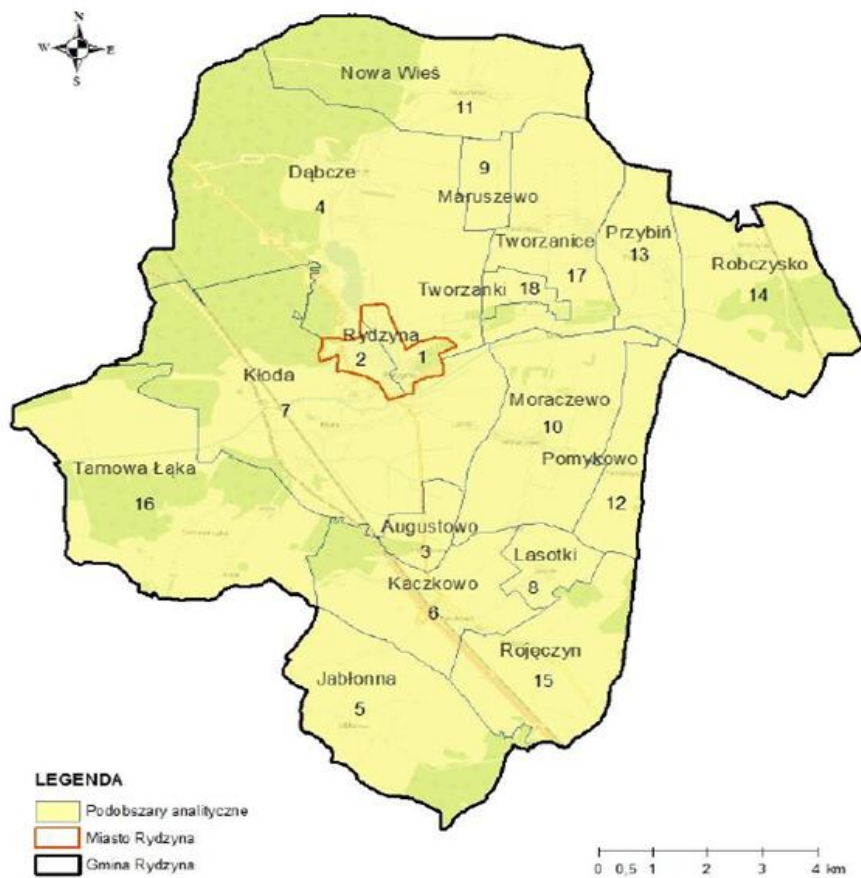 N
W E
S
Nowa Wieś
11
9
Maruszewo
Dąbcze
4
Tworzanice
17
Przybiń
13
Robczysko
14
Tworzanki
18
Rydzyna
2
1
Kłoda
7
Moraczewo
10
Pomykowo
12
Tarnowa Łąka
16
Augustowo
3
Lasotki
8
Kaczkowo
6
Rojęczyn
15
Jabłonna
5
LEGENDA
Podobszary analityczne
Miasto Rydzyna
Gmina Rydzyna
0 0,5 1 2 3 4 km